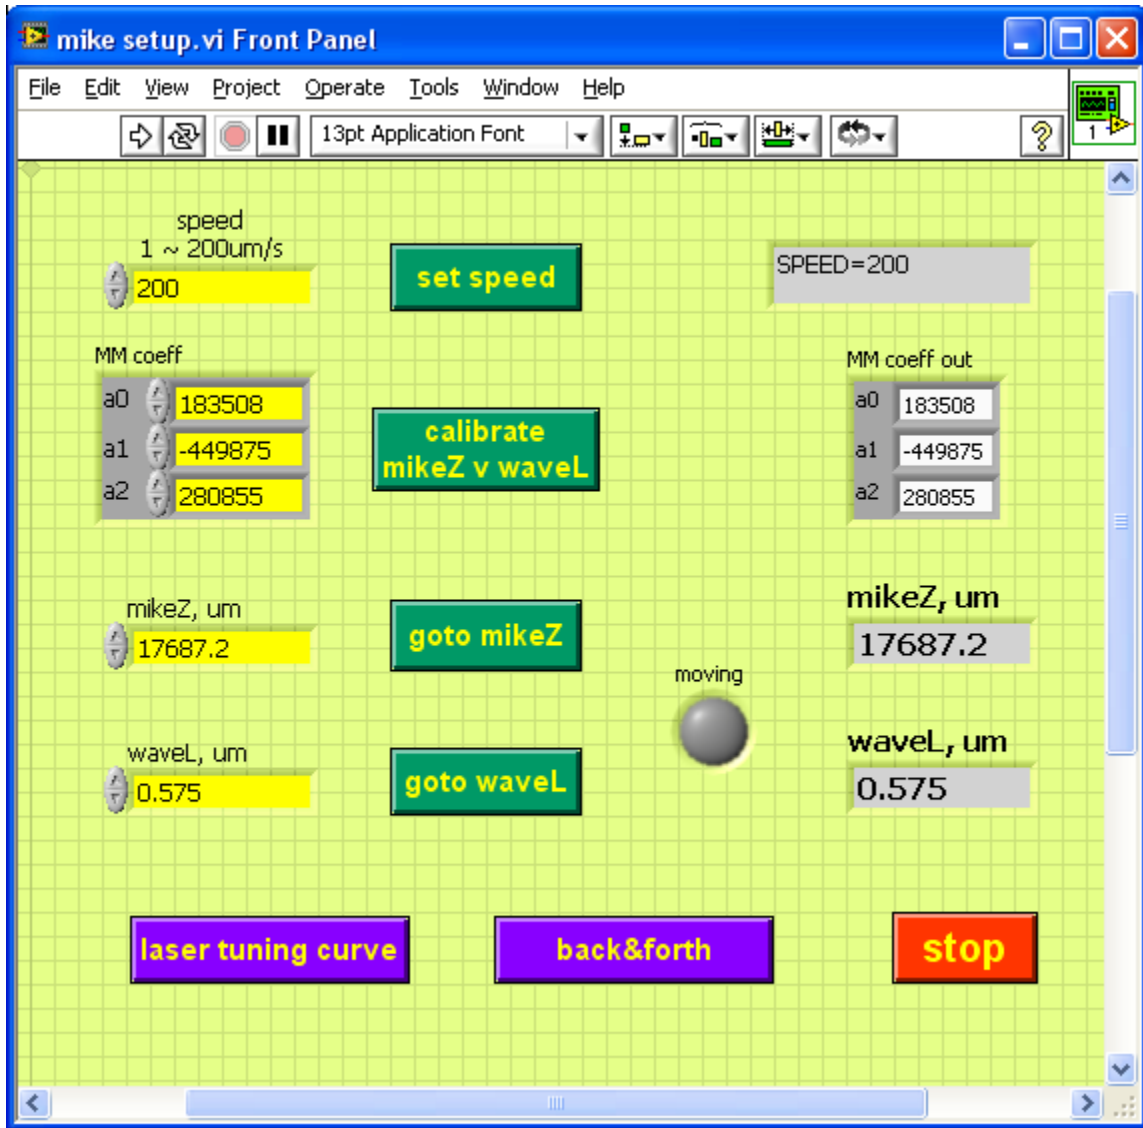 mike setup.vi Front Panel
File Edit View Project Operate Tools Window Help
13pt Application Font
1
speed
1 ~ 200um/s
200
set speed
SPEED=200
MM coeff
a0 183508
a1 -449875
a2 280855
calibrate
mikeZ v waveL
MM coeff out
a0 183508
a1 -449875
a2 280855
mikeZ, um
17687.2
goto mikeZ
mikeZ, um
17687.2
moving
waveL, um
0.575
goto waveL
waveL, um
0.575
laser tuning curve
back&forth
stop